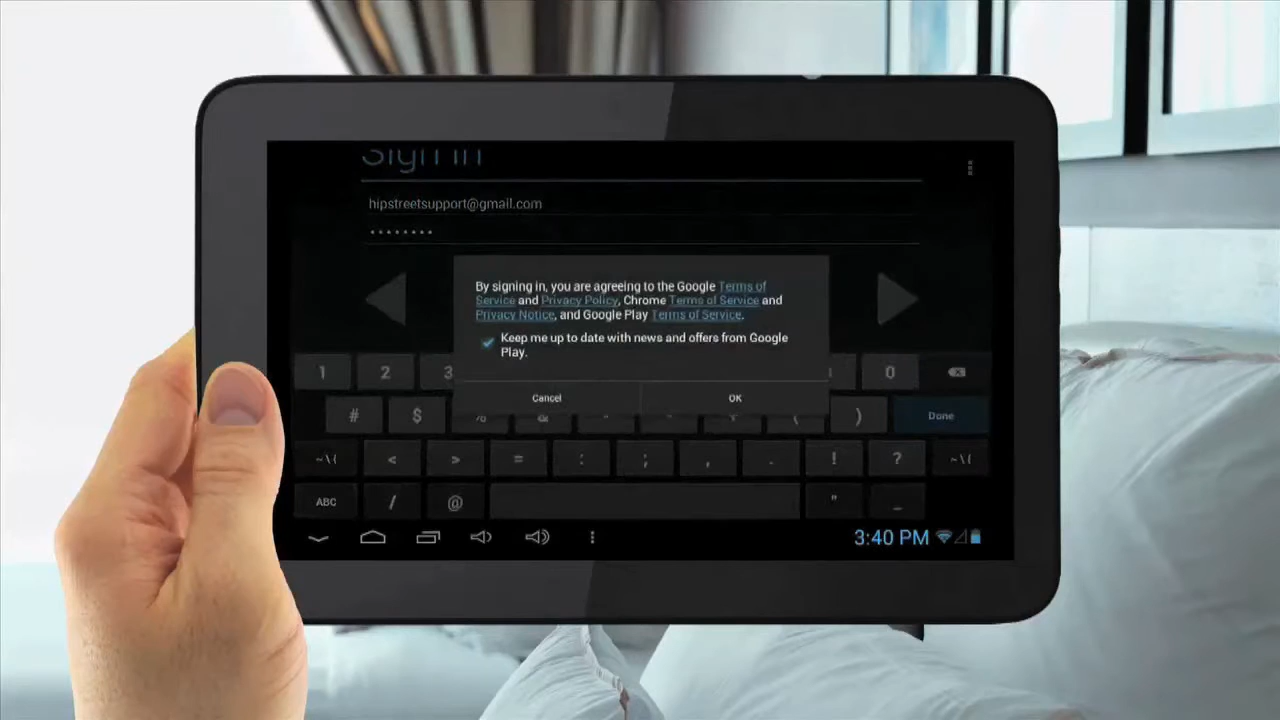 Sign in
hipstreetsupport@gmail.com
••••••••
By signing in, you are agreeing to the Google Terms of
Service and Privacy Policy, Chrome Terms of Service and
Privacy Notice, and Google Play Terms of Service.
Keep me up to date with news and offers from Google
Play.
1 2 3 0
Cancel OK
# $ % & - + ( ) Done
~\{ < > = : ; , . ! ? ~\{
ABC / @ " _
3:40 PM